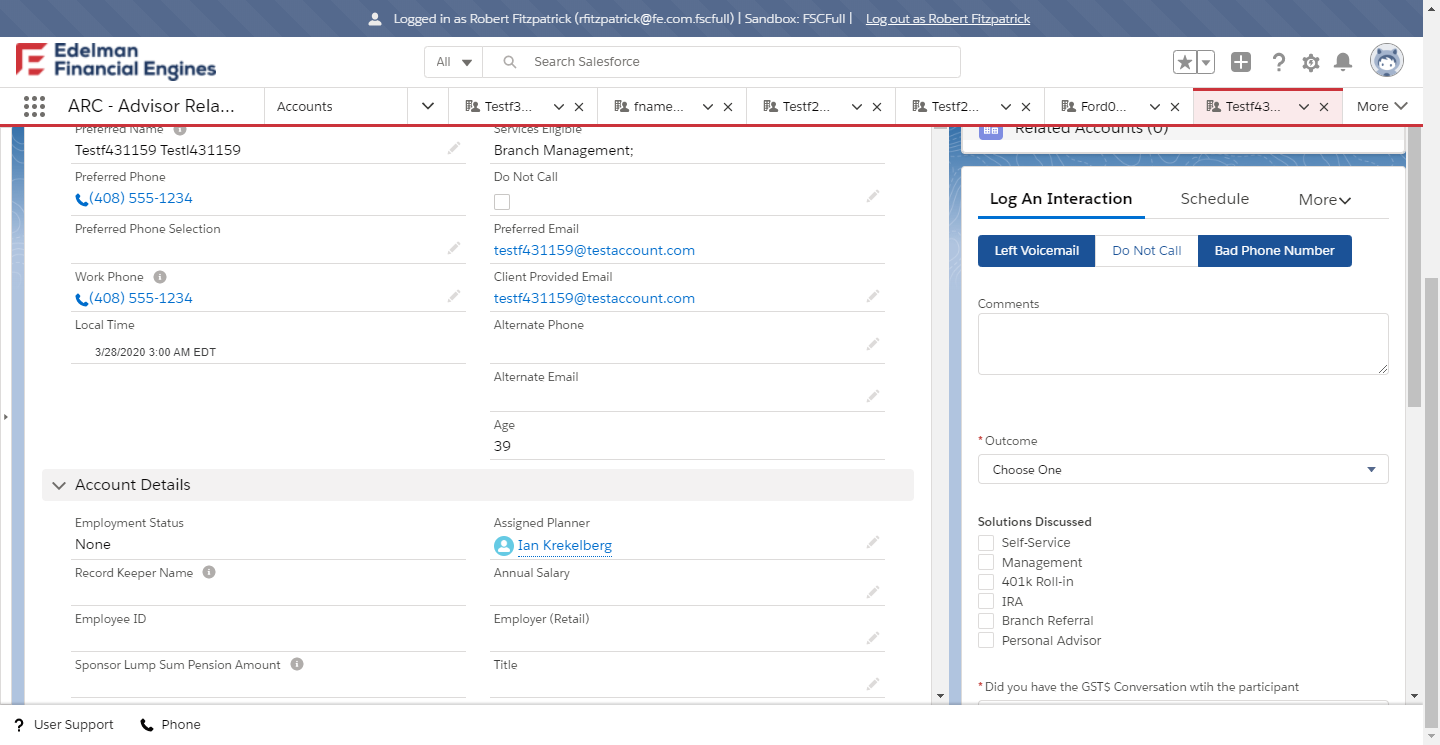 Logged in as Robert Fitzpatrick (rfitzpatrick@fe.com.fscfull) | Sandbox: FSCFull | Log out as Robert Fitzpatrick
Edelman
Financial Engines
All
Search Salesforce
ARC - Advisor Rela...
Accounts
Testf3...
fname...
Testf2...
Testf2...
Ford0...
Testf43...
More
Preferred Name
Testf431159 Testl431159
Services Eligible
Branch Management;
Preferred Phone
(408) 555-1234
Do Not Call
Preferred Phone Selection
Preferred Email
testf431159@testaccount.com
Work Phone
(408) 555-1234
Client Provided Email
testf431159@testaccount.com
Local Time
3/28/2020 3:00 AM EDT
Alternate Phone
Alternate Email
Age
39
Account Details
Employment Status
None
Assigned Planner
Ian Krekelberg
Record Keeper Name
Annual Salary
Employee ID
Employer (Retail)
Sponsor Lump Sum Pension Amount
Title
Related Accounts (0)
Log An Interaction
Schedule
More
Left Voicemail
Do Not Call
Bad Phone Number
Comments
*Outcome
Choose One
Solutions Discussed
Self-Service
Management
401k Roll-in
IRA
Branch Referral
Personal Advisor
*Did you have the GST$ Conversation wtih the participant
? User Support
Phone